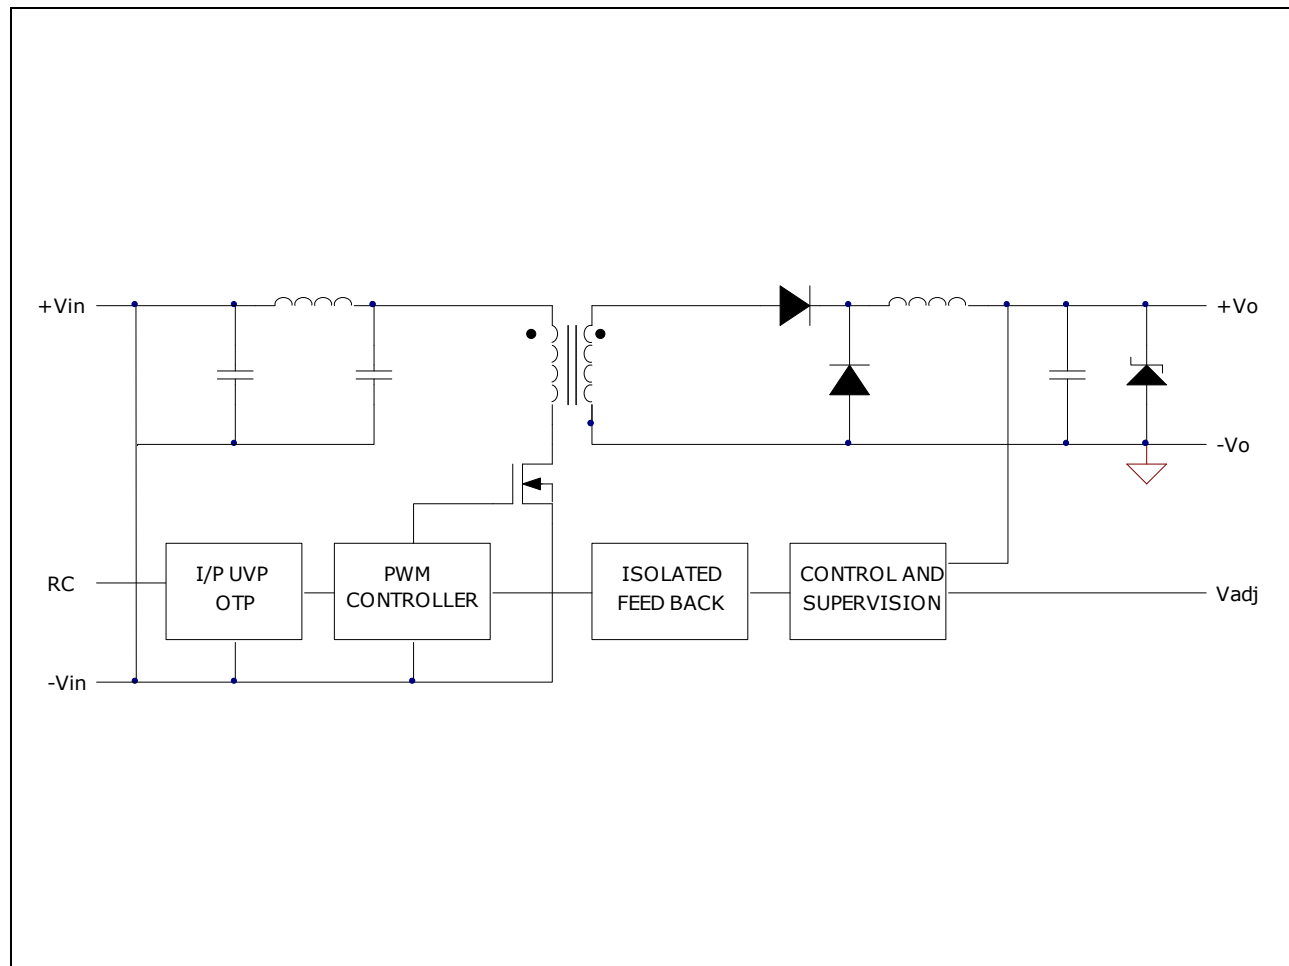 +Vin
+Vo
-Vo
RC
I/P UVP
OTP
PWM
CONTROLLER
ISOLATED
FEED BACK
CONTROL AND
SUPERVISION
Vadj
-Vin